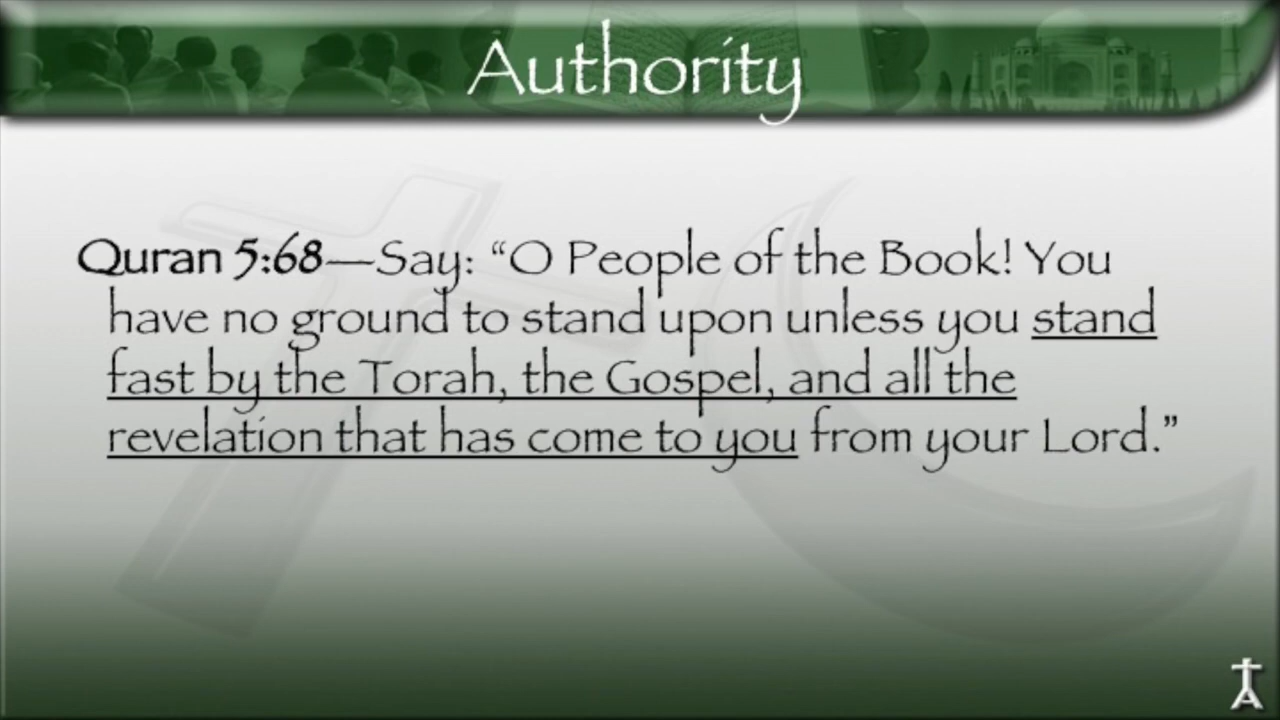 Authority
Quran 5:68—Say: “O People of the Book! You
have no ground to stand upon unless you stand
fast by the Torah, the Gospel, and all the
revelation that has come to you from your Lord.”